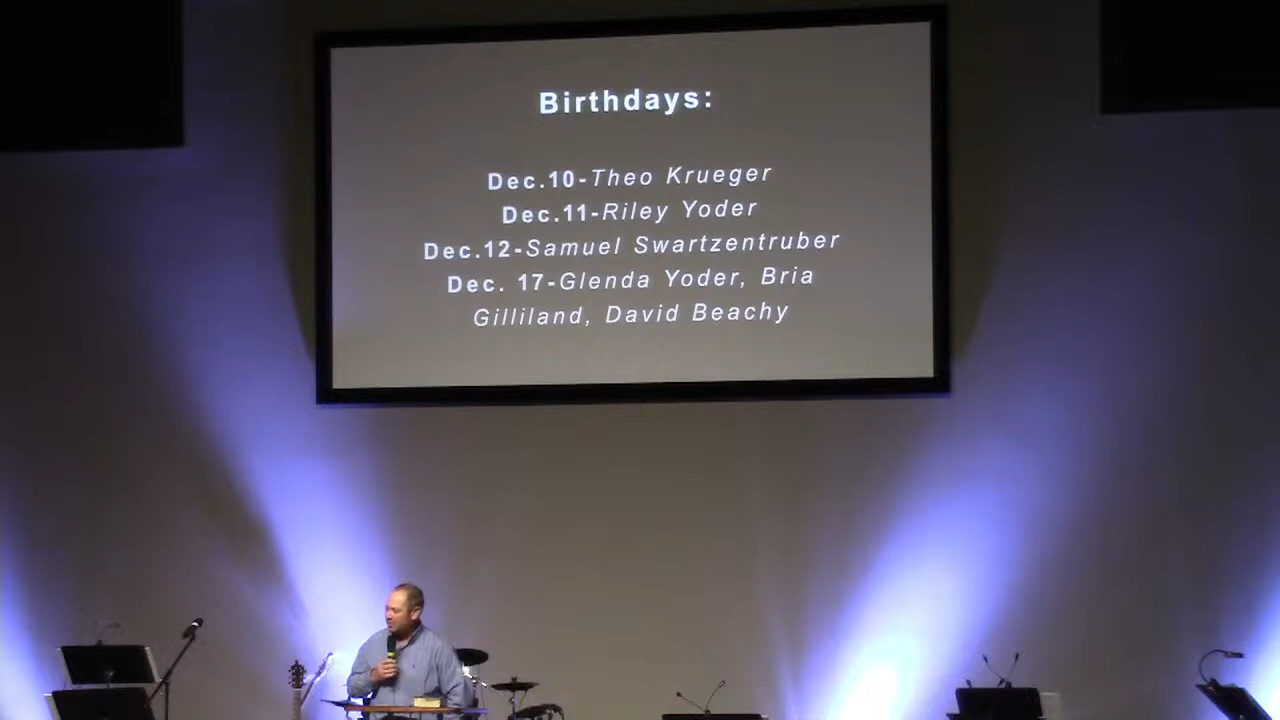 Birthdays:
Dec.10-Theo Krueger
Dec.11-Riley Yoder
Dec.12-Samuel Swartzentruber
Dec. 17-Glenda Yoder, Bria
Gilliland, David Beachy